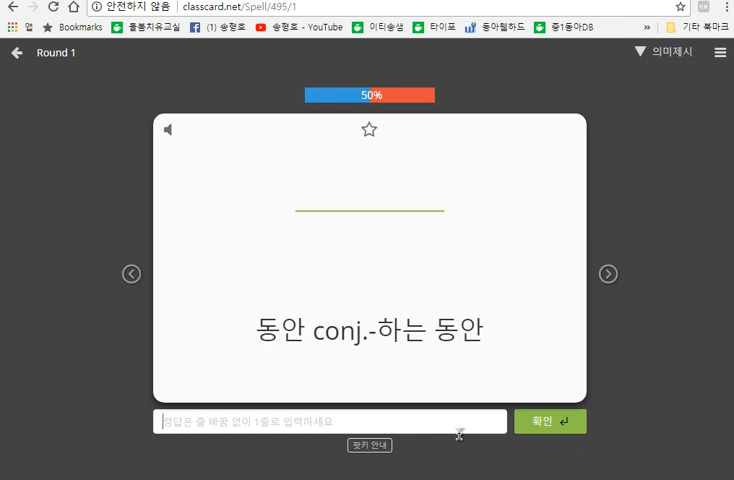 안전하지 않음 | classcard.net/Spell/495/1
앱 Bookmarks 돌봄치유교실 (1) 송형호 송형호 - YouTube 이티송샘 타이포 동아웹하드 중1동아DB » 기타 북마크
Round 1 ▼ 의미제시
50%
동안 conj.-하는 동안
정답은 줄 바꿈 없이 1줄로 입력하세요 확인
핫키 안내